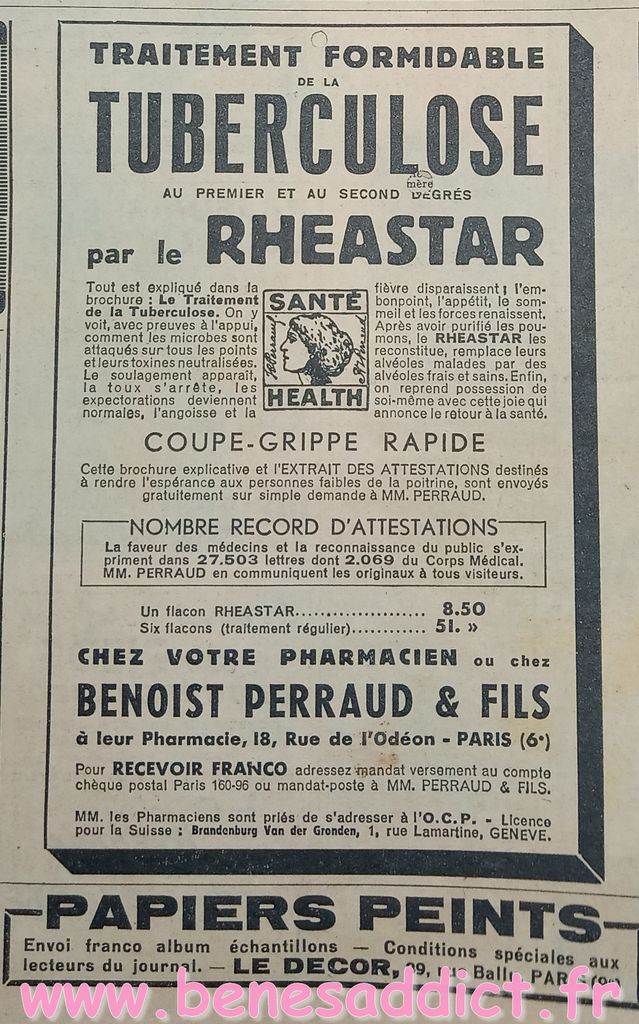 TRAITEMENT FORMIDABLE
DE LA
TUBERCULOSE
AU PREMIER ET AU SECOND DEGRÉS
mère
par le RHEASTAR
Tout est expliqué dans la
brochure : Le Traitement
de la Tuberculose. On y
voit, avec preuves à l'appui,
comment les microbes sont
attaqués sur tous les points
et leurs toxines neutralisées.
Le soulagement apparaît,
la toux s'arrête, les
expectorations deviennent
normales, l'angoisse et la
SANTÉ
HEALTH
fièvre disparaissent ; l'em-
bonpoint, l'appétit, le som-
meil et les forces renaissent.
Après avoir purifié les pou-
mons, le RHEASTAR les
reconstitue, remplace leurs
alvéoles malades par des
alvéoles frais et sains. Enfin,
on reprend possession de
soi-même avec cette joie qui
annonce le retour à la santé.
COUPE-GRIPPE RAPIDE
Cette brochure explicative et l'EXTRAIT DES ATTESTATIONS destinés
à rendre l'espérance aux personnes faibles de la poitrine, sont envoyés
gratuitement sur simple demande à MM. PERRAUD.
NOMBRE RECORD D'ATTESTATIONS
La faveur des médecins et la reconnaissance du public s'ex-
priment dans 27.503 lettres dont 2.069 du Corps Médical.
MM. PERRAUD en communiquent les originaux à tous visiteurs.
Un flacon RHEASTAR...................... 8.50
Six flacons (traitement régulier)............ 51. »
CHEZ VOTRE PHARMACIEN ou chez
BENOIST PERRAUD & FILS
à leur Pharmacie, 18, Rue de l'Odéon - PARIS (6e)
Pour RECEVOIR FRANCO adressez mandat versement au compte
chèque postal Paris 160-96 ou mandat-poste à MM. PERRAUD & FILS.
MM. les Pharmaciens sont priés de s'adresser à l'O.C.P. - Licence
pour la Suisse : Brandenburg Van der Gronden, 1, rue Lamartine, GENEVE.
PAPIERS PEINTS
Envoi franco album échantillons — Conditions spéciales aux
lecteurs du journal. — LE DECOR, rue Ballu, PARIS
www.benesaddict.fr